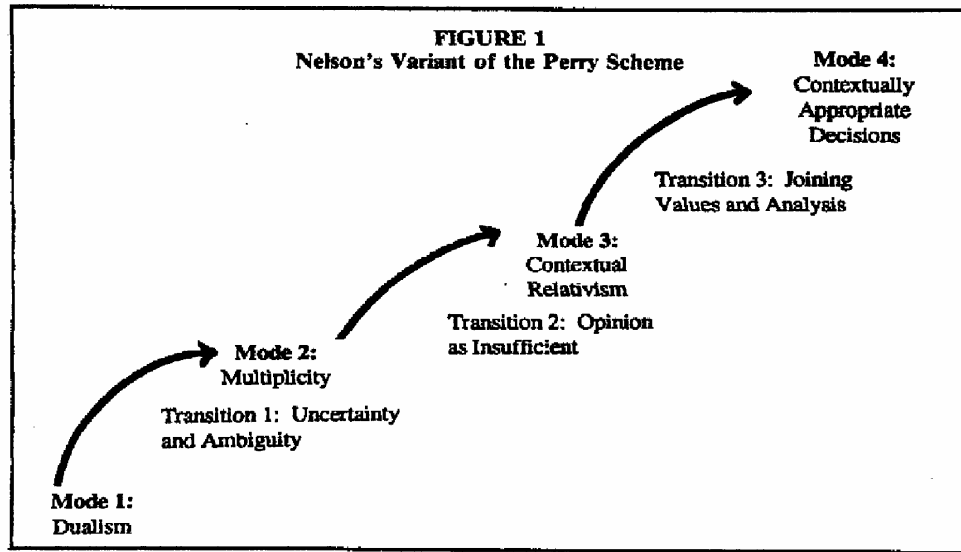 FIGURE 1
Nelson's Variant of the Perry Scheme
Mode 4:
Contextually
Appropriate
Decisions
Transition 3: Joining
Values and Analysis
Mode 3:
Contextual
Relativism
Transition 2: Opinion
as Insufficient
Mode 2:
Multiplicity
Transition 1: Uncertainty
and Ambiguity
Mode 1:
Dualism